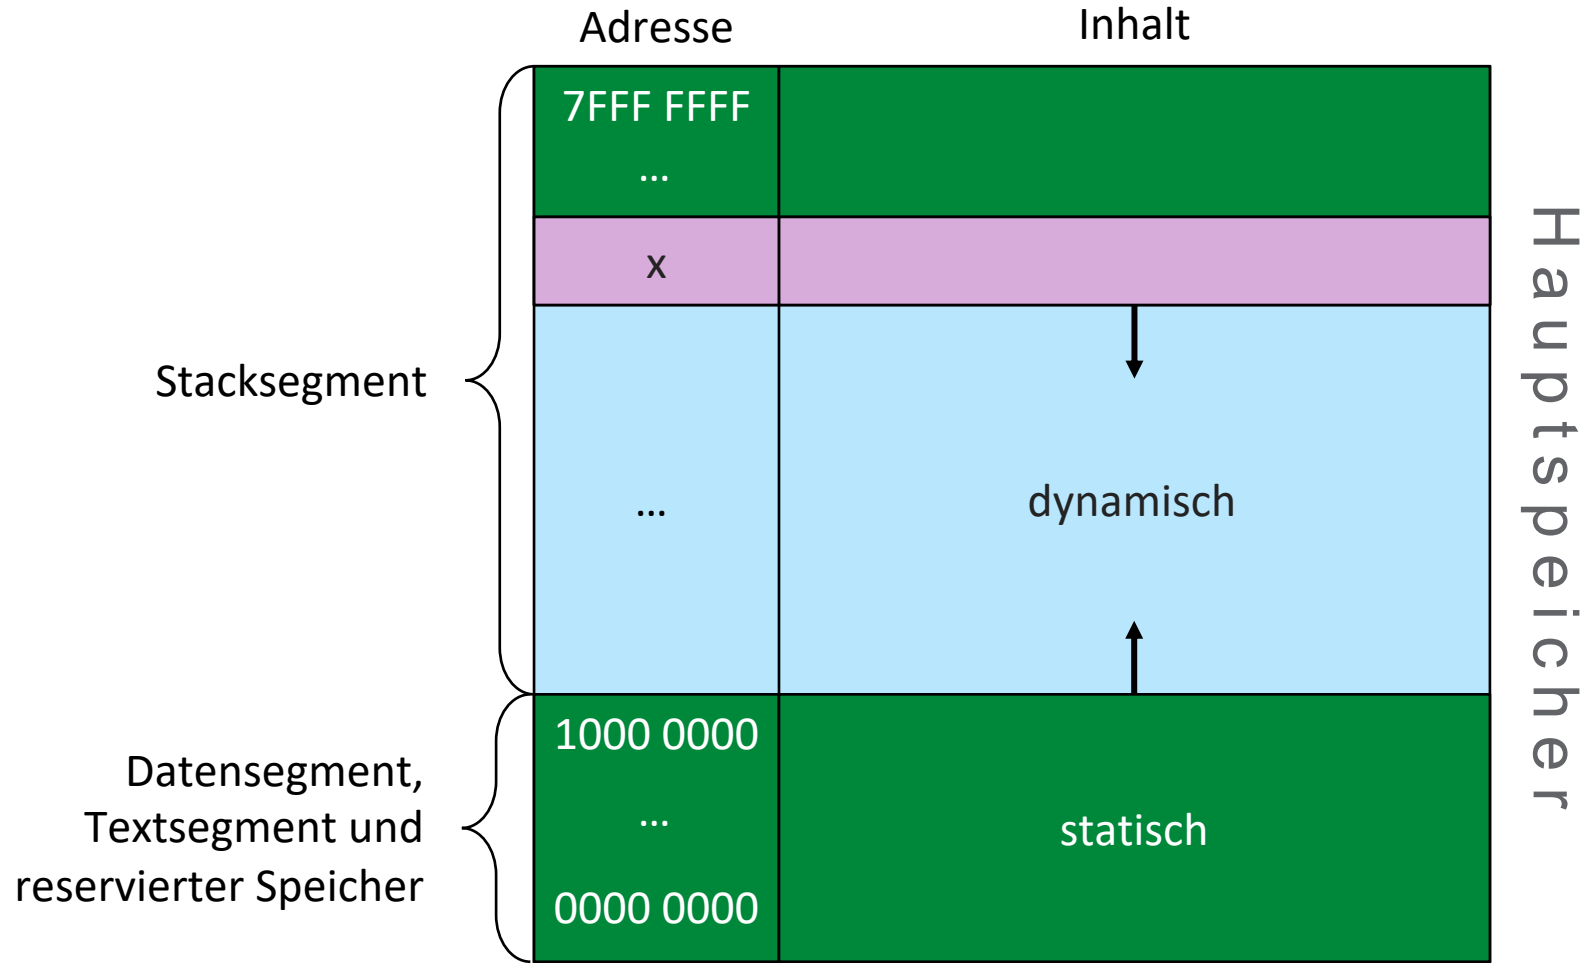 Adresse
Inhalt
7FFF FFFF
...
x
Stacksegment
...
dynamisch
1000 0000
Datensegment,
Textsegment und
reservierter Speicher
...
statisch
0000 0000
Hauptspeicher